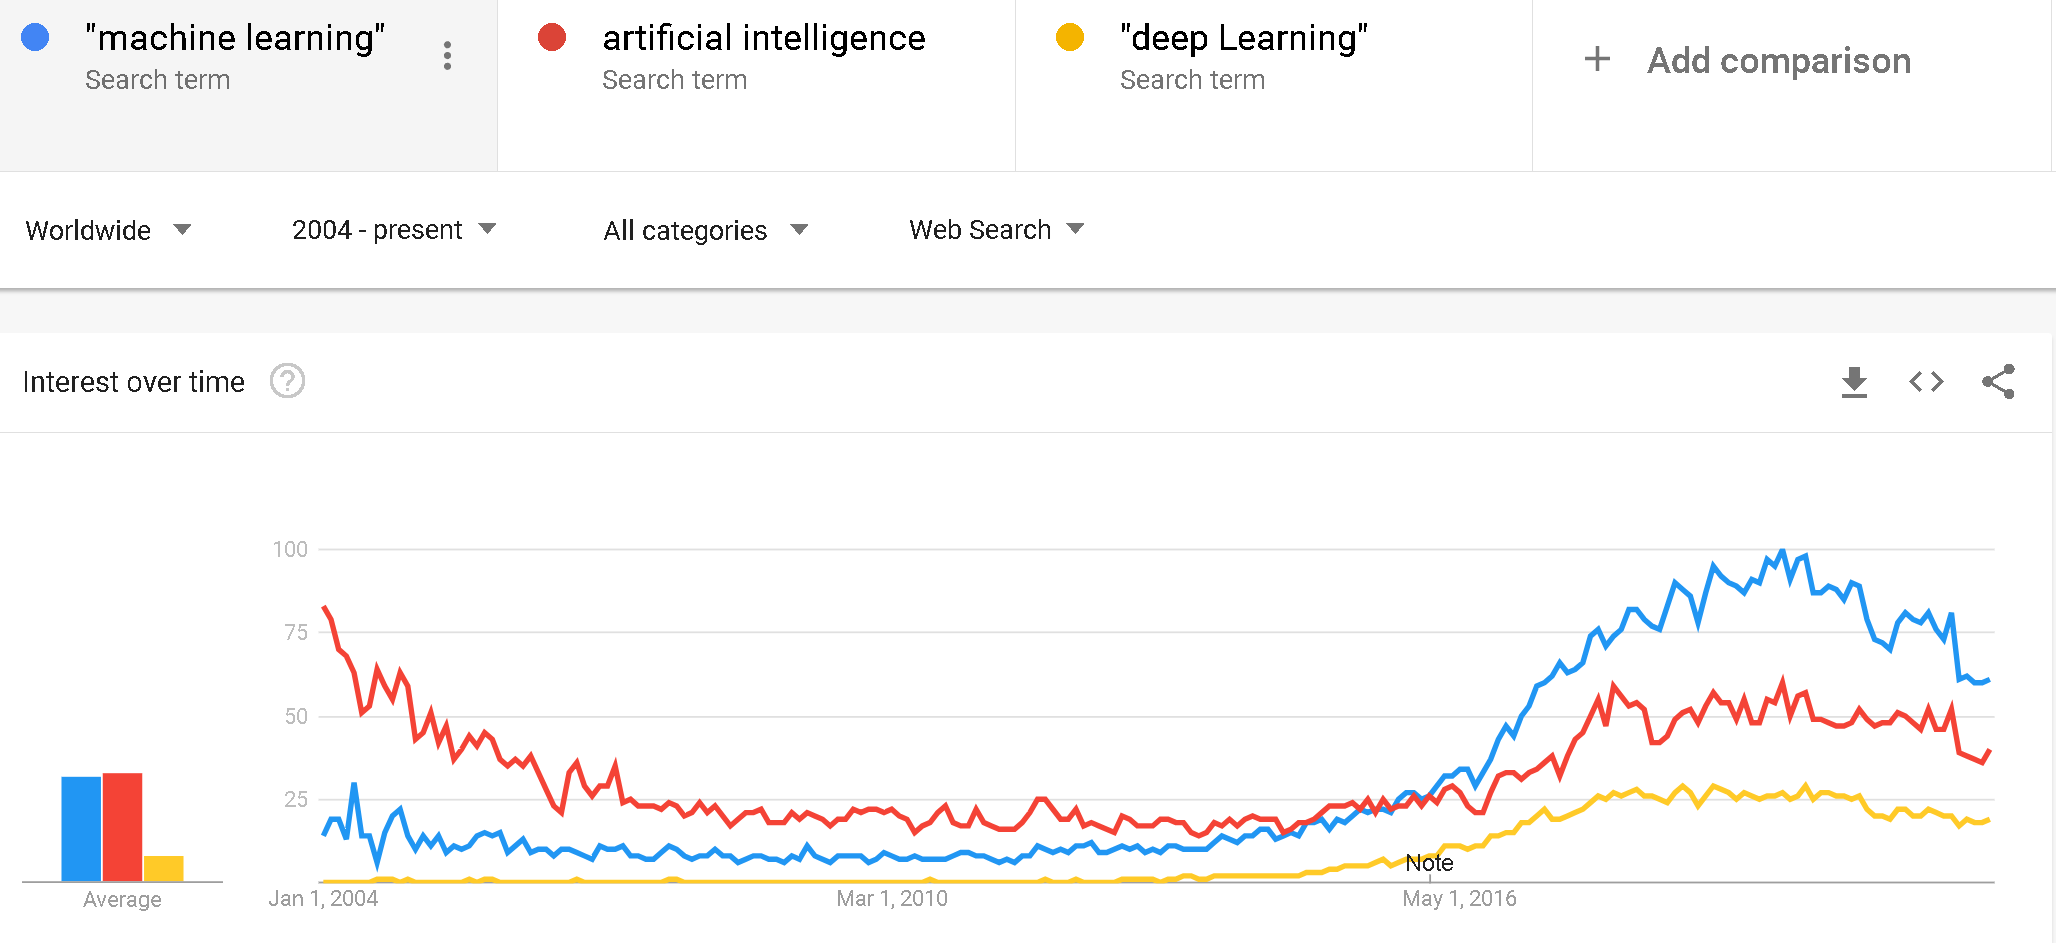 "machine learning"
Search term
artificial intelligence
Search term
"deep Learning"
Search term
+ Add comparison
Worldwide
2004 - present
All categories
Web Search
Interest over time
?
100
75
50
25
Note
Average
Jan 1, 2004
Mar 1, 2010
May 1, 2016